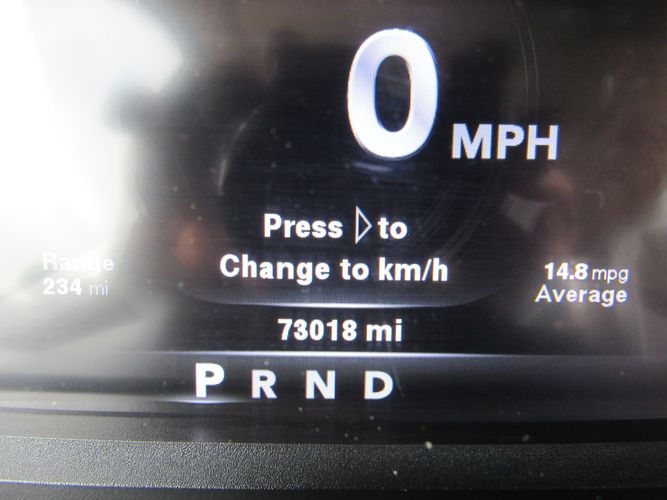 0 MPH
Press ▷ to
Change to km/h
Range
234 mi
14.8 mpg
Average
73018 mi
P R N D